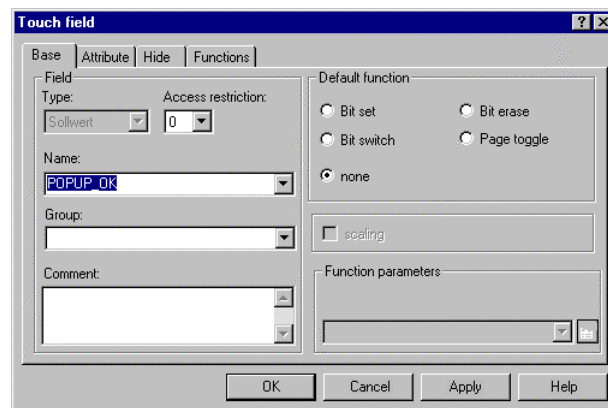 Touch field
Base Attribute Hide Functions
Field
Type: Access restriction:
Sollwert 0
Name:
POPUP_OK
Group:
Comment:
Default function
Bit set Bit erase
Bit switch Page toggle
none
scaling
Function parameters
OK Cancel Apply Help